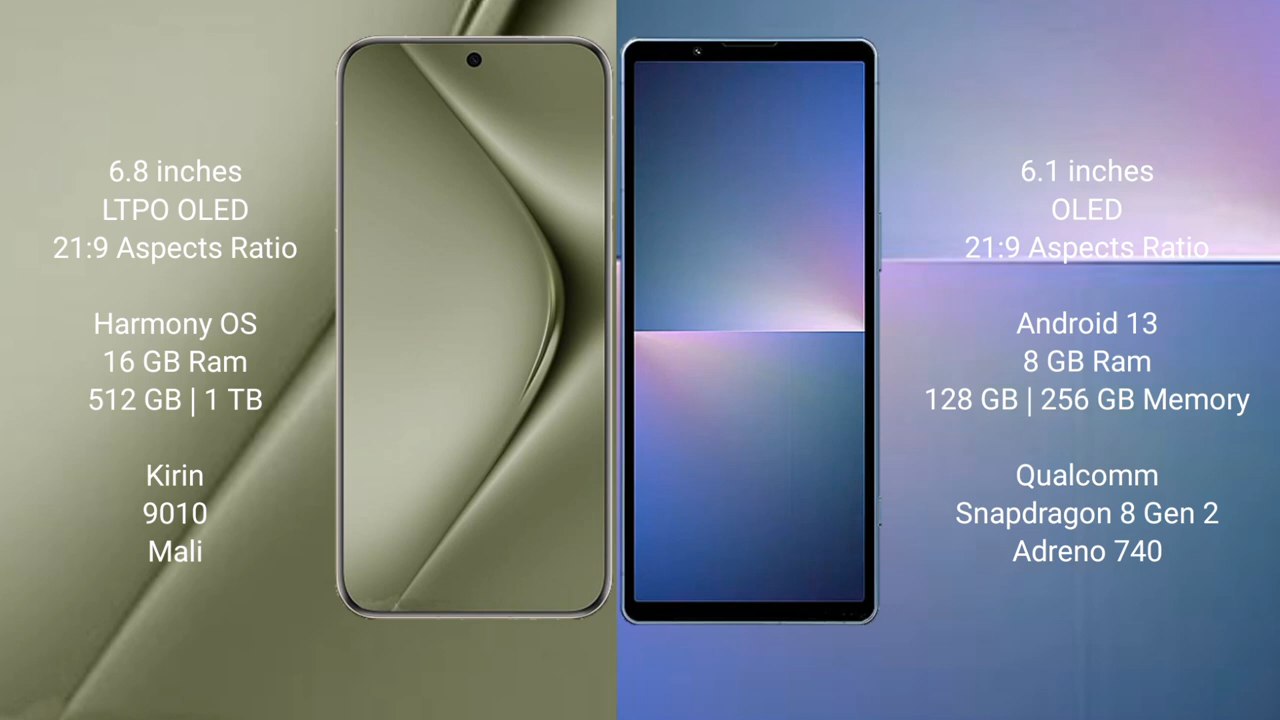 6.8 inches
LTPO OLED
21:9 Aspects Ratio
Harmony OS
16 GB Ram
512 GB | 1 TB
Kirin
9010
Mali
6.1 inches
OLED
21:9 Aspects Ratio
Android 13
8 GB Ram
128 GB | 256 GB Memory
Qualcomm
Snapdragon 8 Gen 2
Adreno 740